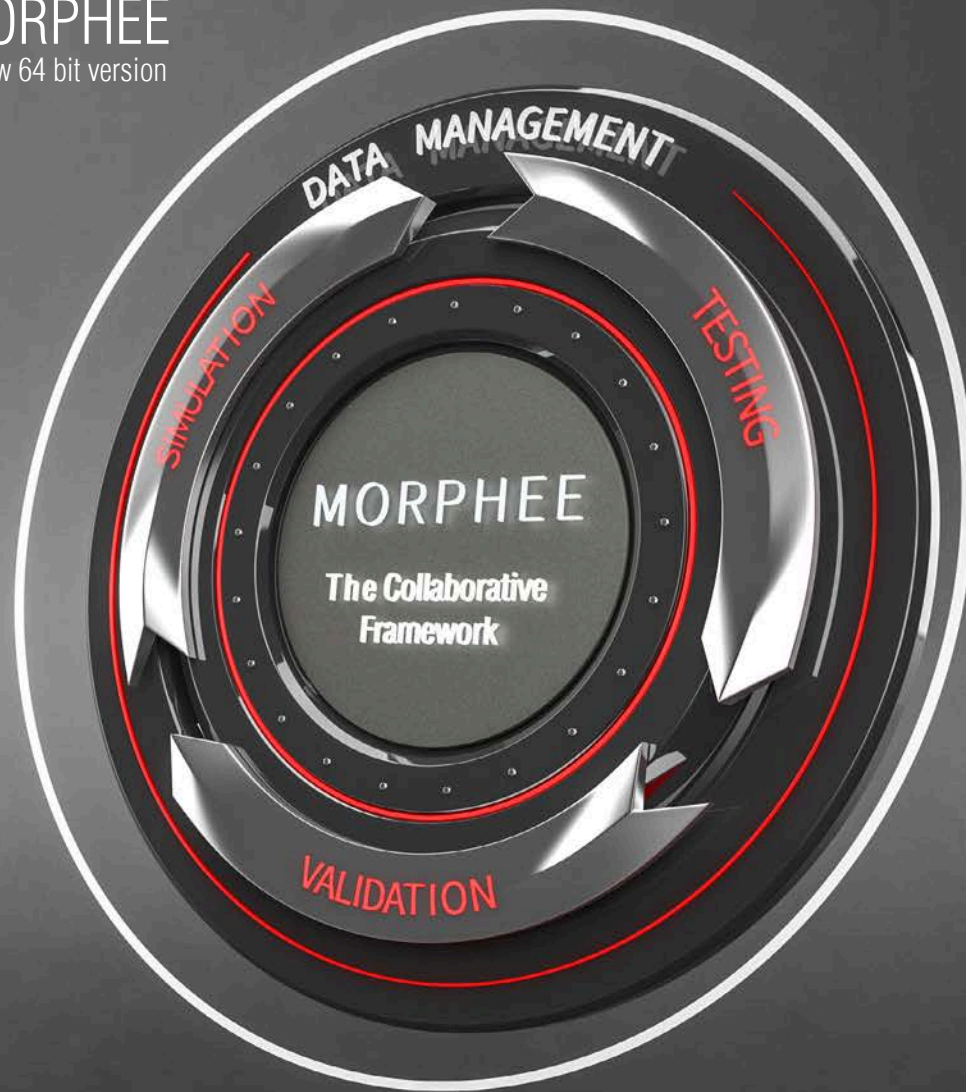 ORPHEE
w 64 bit version
DATA MANAGEMENT
SIMULATION
TESTING
MORPHEE
The Collaborative
Framework
VALIDATION